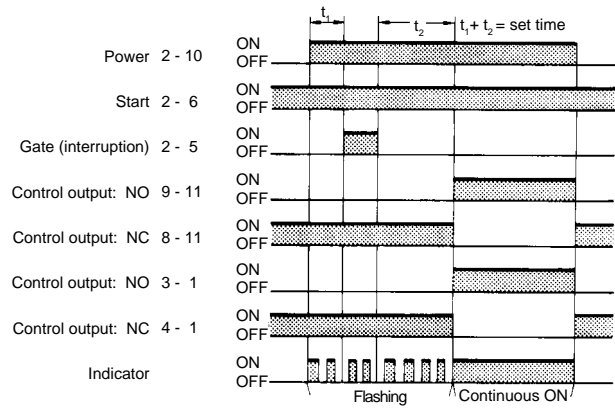 t1 t2 t1+ t2 = set time
Power 2 - 10 ON
OFF
Start 2 - 6 ON
OFF
Gate (interruption) 2 - 5 ON
OFF
Control output: NO 9 - 11 ON
OFF
Control output: NC 8 - 11 ON
OFF
Control output: NO 3 - 1 ON
OFF
Control output: NC 4 - 1 ON
OFF
Indicator ON
OFF
Flashing Continuous ON